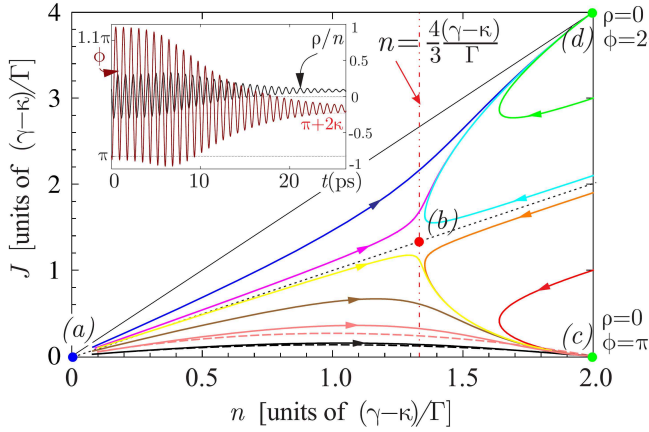 1.1π
ϕ
π
ρ/n
π+2κ
1
0.5
0
-0.5
-1
0
10
20
t(ps)
n= 4/3 (γ−κ)/Γ
(d)
ρ=0
ϕ=2
4
3
2
1
0
J [units of (γ−κ)/Γ]
(a)
(b)
(c)
ρ=0
ϕ=π
0
0.5
1.0
1.5
2.0
n [units of (γ−κ)/Γ]